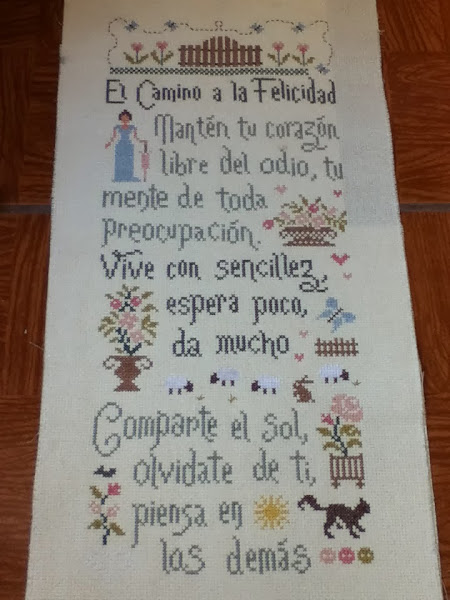 El Camino a la Felicidad
Mantén tu corazón
libre del odio, tu
mente de toda
preocupación.
Vive con sencillez,
espera poco,
da mucho
Comparte el sol,
olvidate de ti,
piensa en
los demás